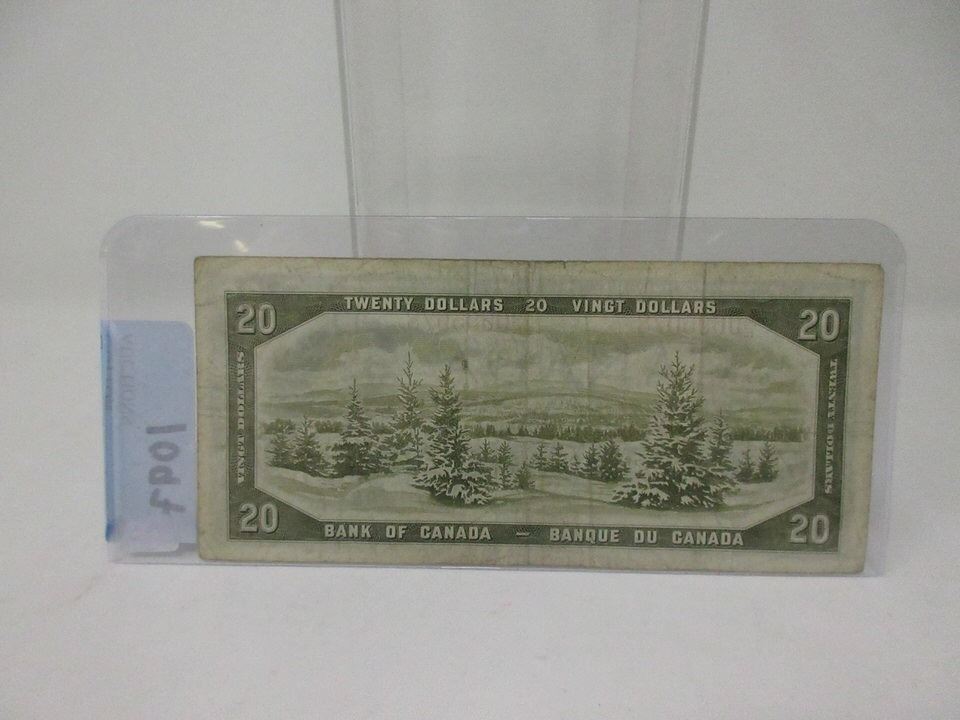 TWENTY DOLLARS 20 VINGT DOLLARS
20
20
VINGT DOLLARS
TWENTY DOLLARS
20
20
BANK OF CANADA — BANQUE DU CANADA